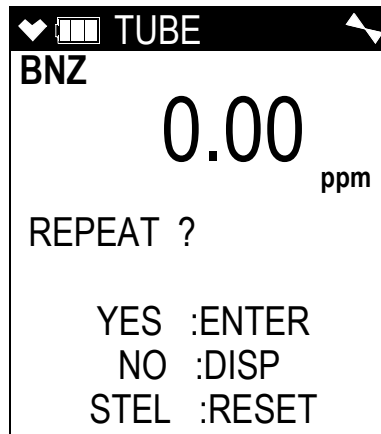 TUBE
BNZ
0.00
ppm
REPEAT ?
YES :ENTER
NO :DISP
STEL :RESET